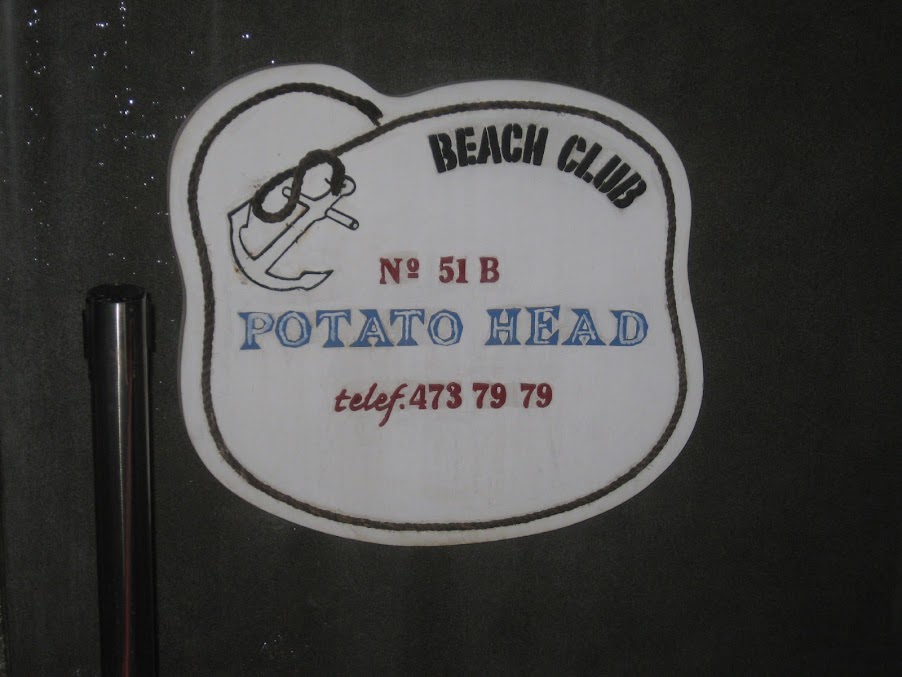 BEACH CLUB
Nº 51 B
POTATO HEAD
telef. 473 79 79